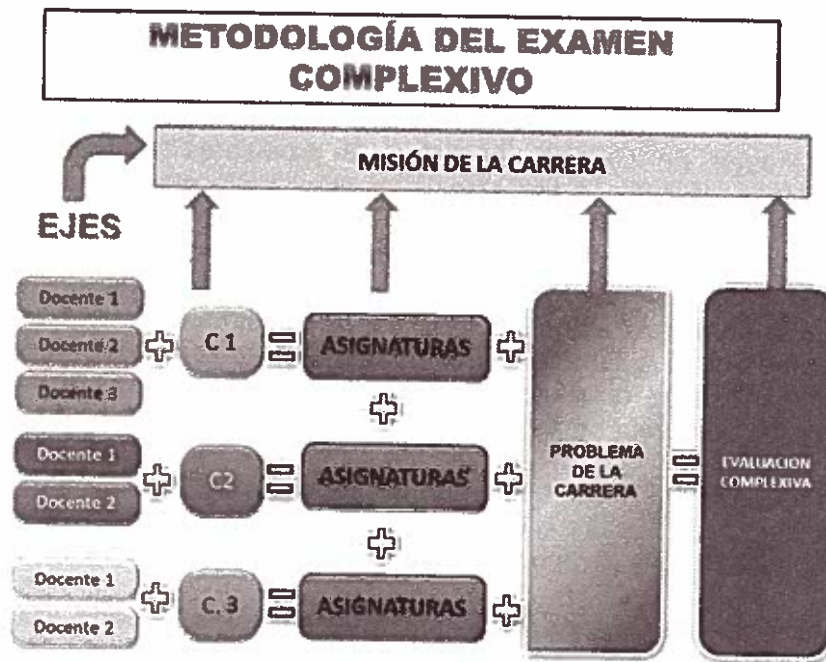 METODOLOGÍA DEL EXAMEN
COMPLEXIVO
MISIÓN DE LA CARRERA
EJES
Docente 1
Docente 2
Docente 3
C 1
ASIGNATURAS
Docente 1
Docente 2
C2
ASIGNATURAS
Docente 1
Docente 2
C. 3
ASIGNATURAS
PROBLEMA
DE LA
CARRERA
EVALUACION
COMPLEXIVA